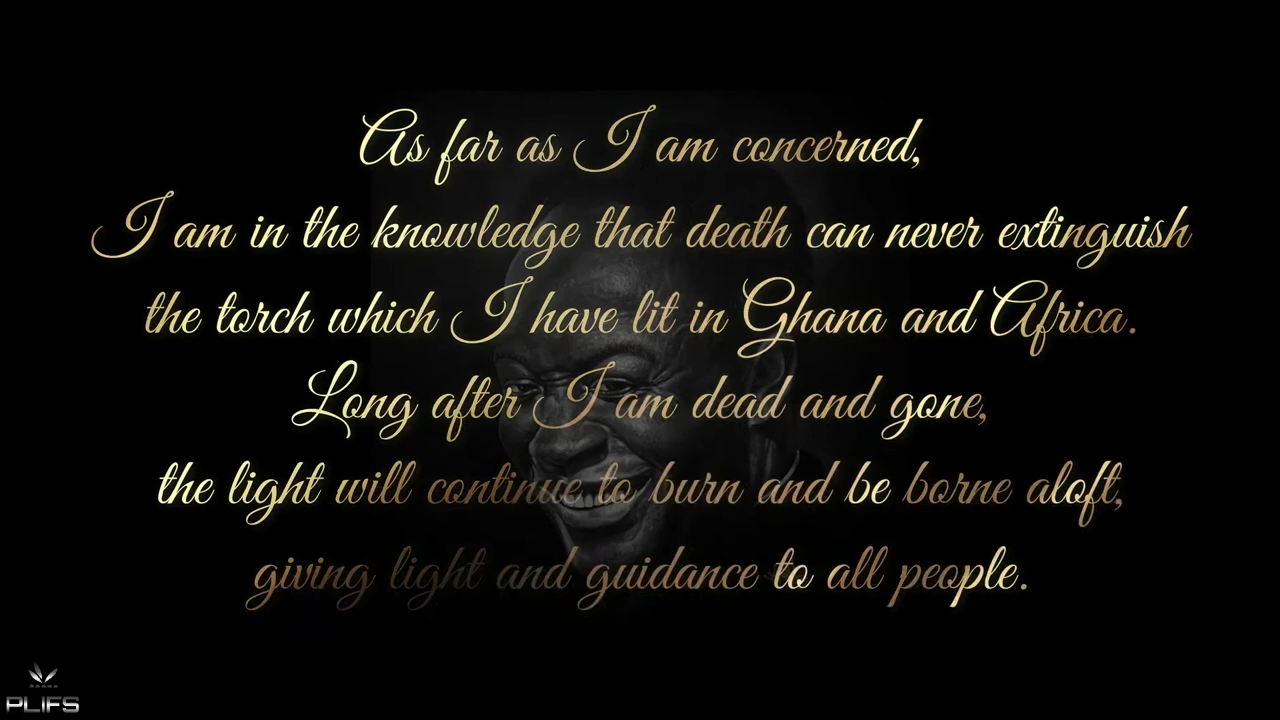 As far as I am concerned,
I am in the knowledge that death can never extinguish
the torch which I have lit in Ghana and Africa.
Long after I am dead and gone,
the light will continue to burn and be borne aloft,
giving light and guidance to all people.
PLIFS